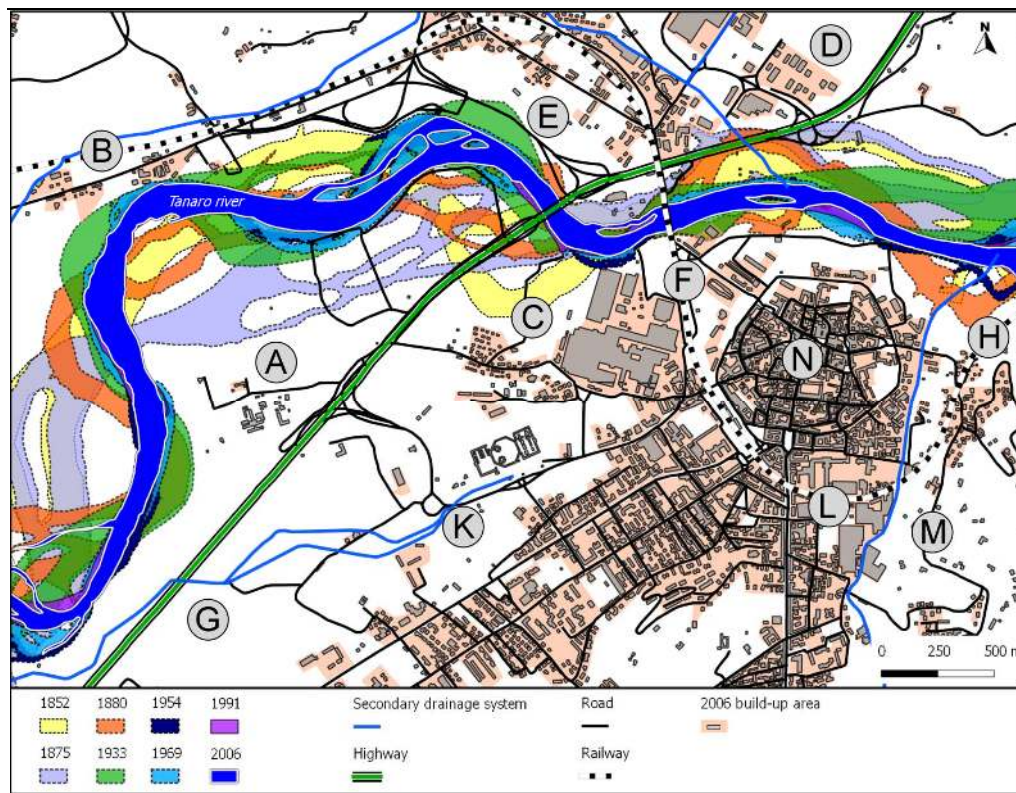 N
D
E
B
Tanaro river
F
C
H
A
N
L
K
M
G
0 250 500 m
1852 1880 1954 1991 Secondary drainage system Road 2006 build-up area
1875 1933 1969 2006 Highway Railway